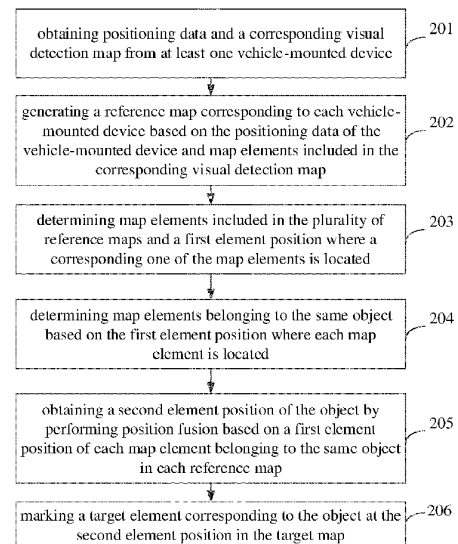 obtaining positioning data and a corresponding visual
detection map from at least one vehicle-mounted device
201
generating a reference map corresponding to each vehicle-
mounted device based on the positioning data of the
vehicle-mounted device and map elements included in the
corresponding visual detection map
202
determining map elements included in the plurality of
reference maps and a first element position where a
corresponding one of the map elements is located
203
determining map elements belonging to the same object
based on the first element position where each map
element is located
204
obtaining a second element position of the object by
performing position fusion based on a first element
position of each map element belonging to the same object
in each reference map
205
marking a target element corresponding to the object at the
second element position in the target map
206